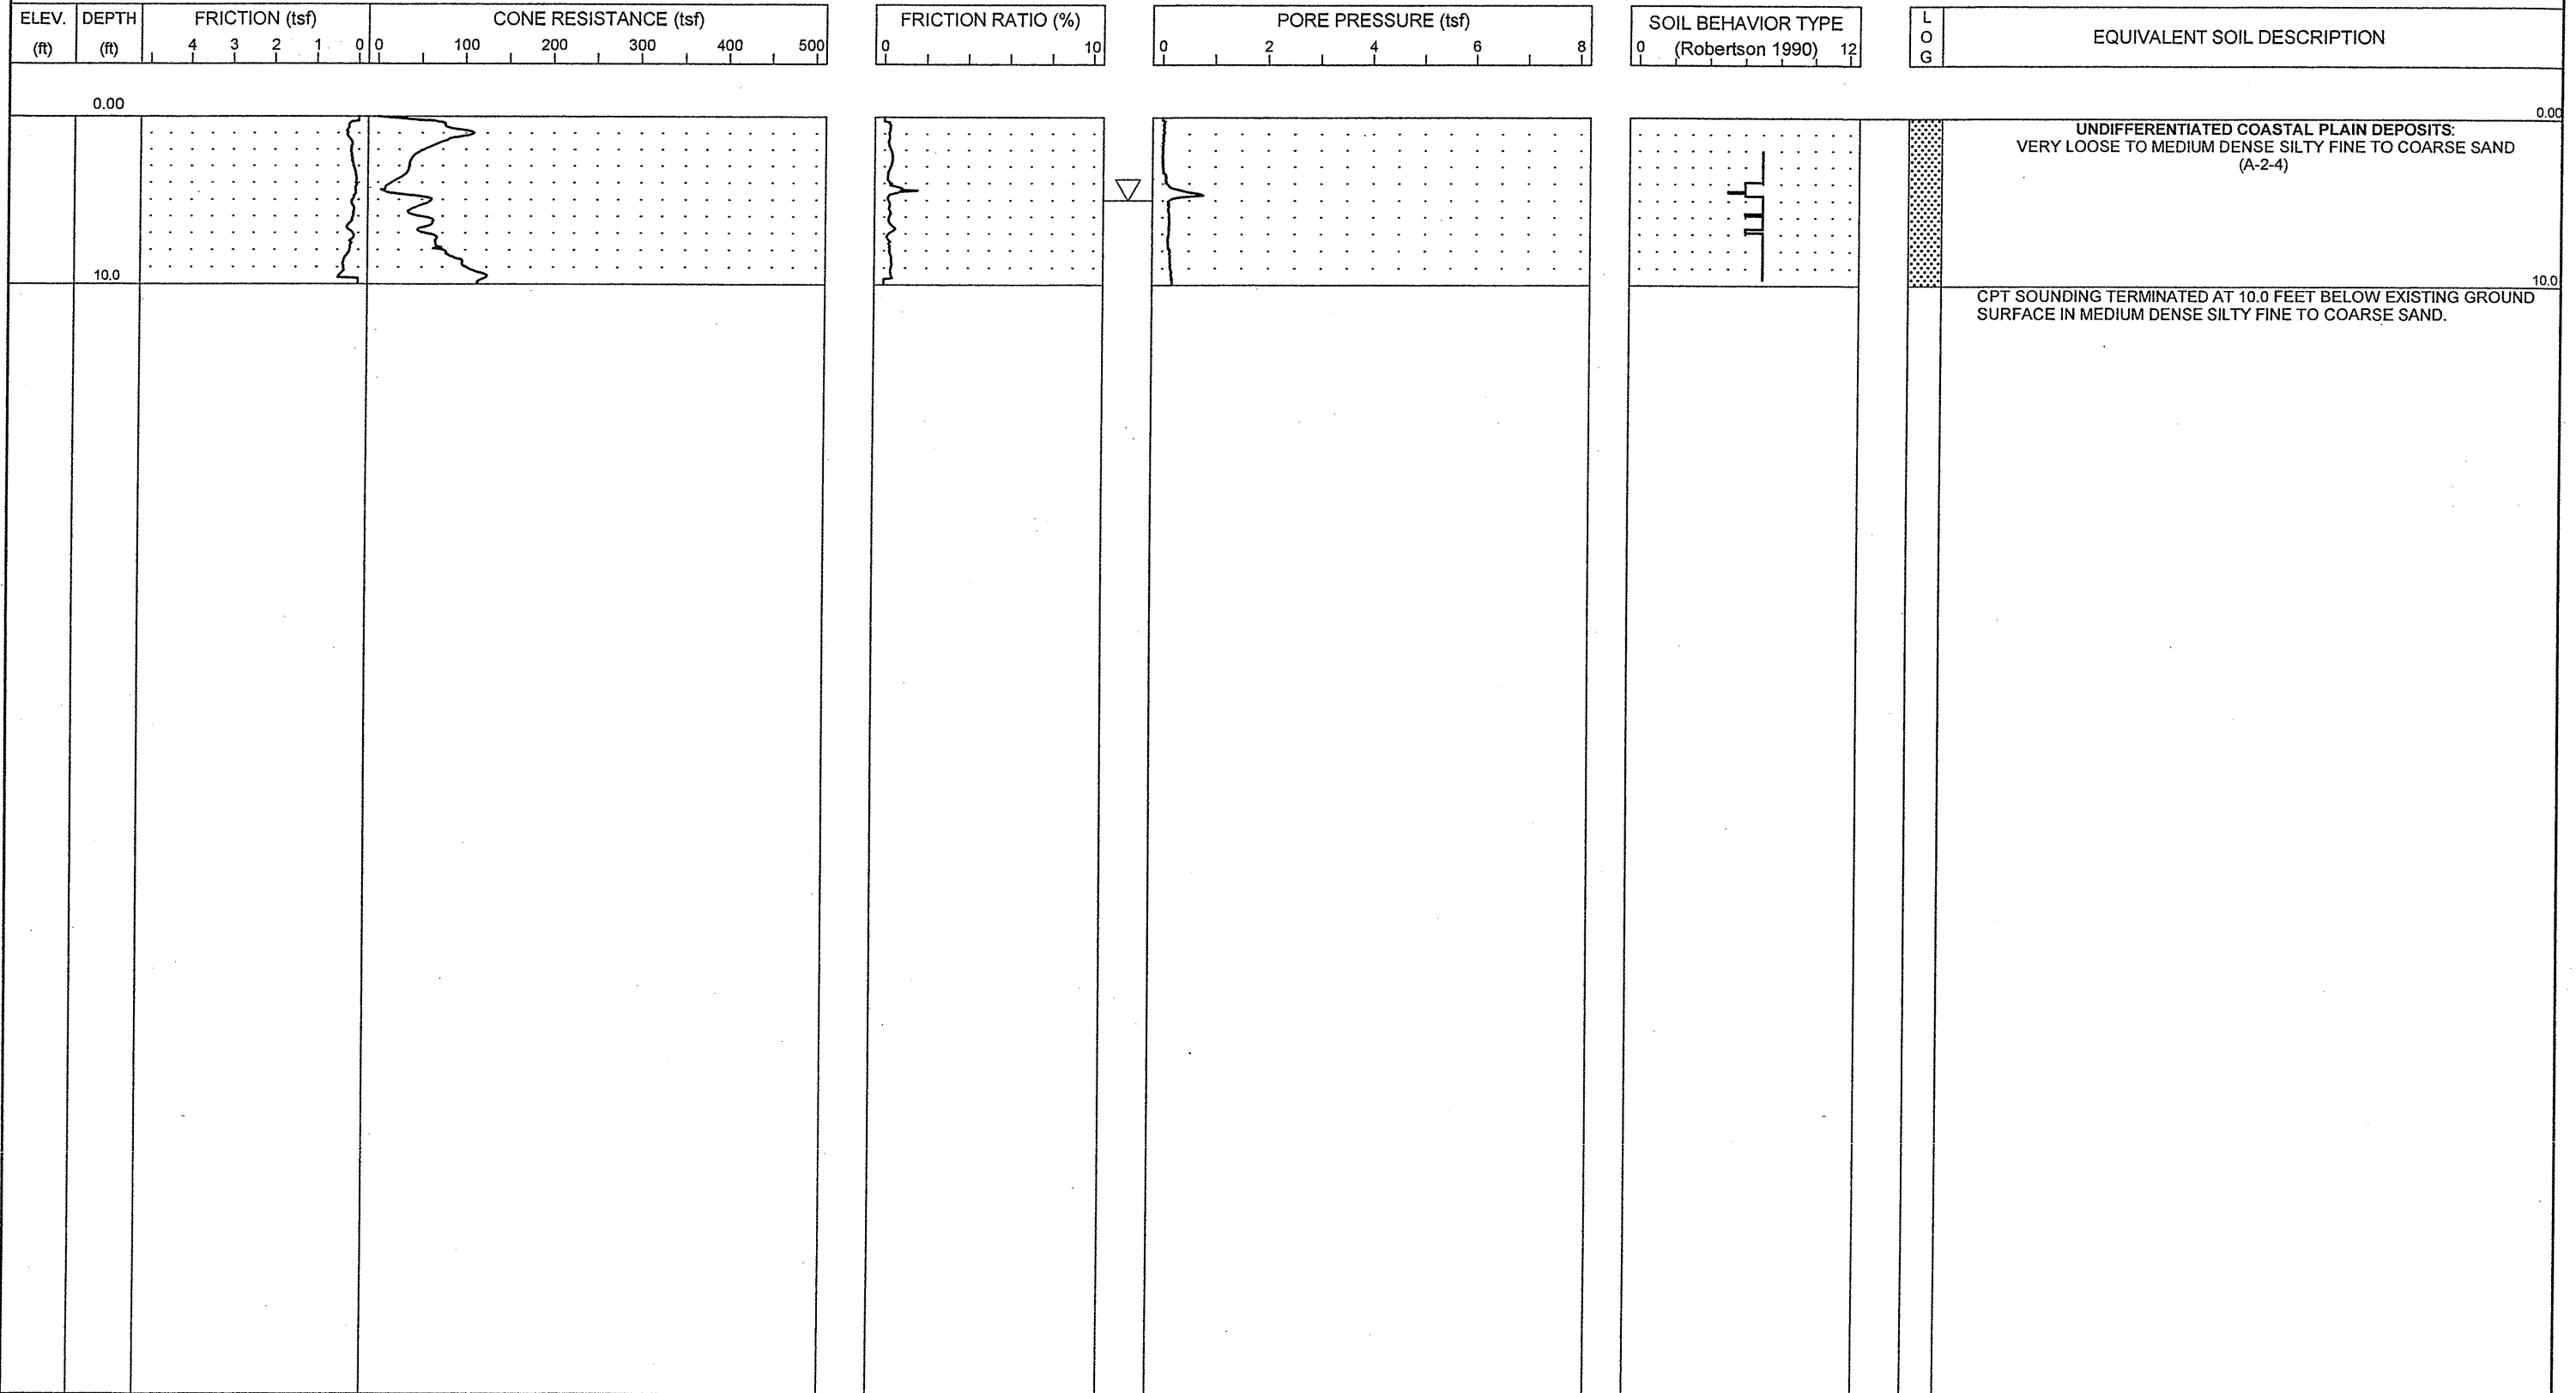 ELEV.
(ft)
DEPTH
(ft)
FRICTION (tsf)
4 3 2 1 0
CONE RESISTANCE (tsf)
0 100 200 300 400 500
FRICTION RATIO (%)
0 10
PORE PRESSURE (tsf)
0 2 4 6 8
SOIL BEHAVIOR TYPE
(Robertson 1990)
0 12
L
O
G
EQUIVALENT SOIL DESCRIPTION
0.00
0.00
UNDIFFERENTIATED COASTAL PLAIN DEPOSITS:
VERY LOOSE TO MEDIUM DENSE SILTY FINE TO COARSE SAND
(A-2-4)
10.0
10.0
CPT SOUNDING TERMINATED AT 10.0 FEET BELOW EXISTING GROUND
SURFACE IN MEDIUM DENSE SILTY FINE TO COARSE SAND.